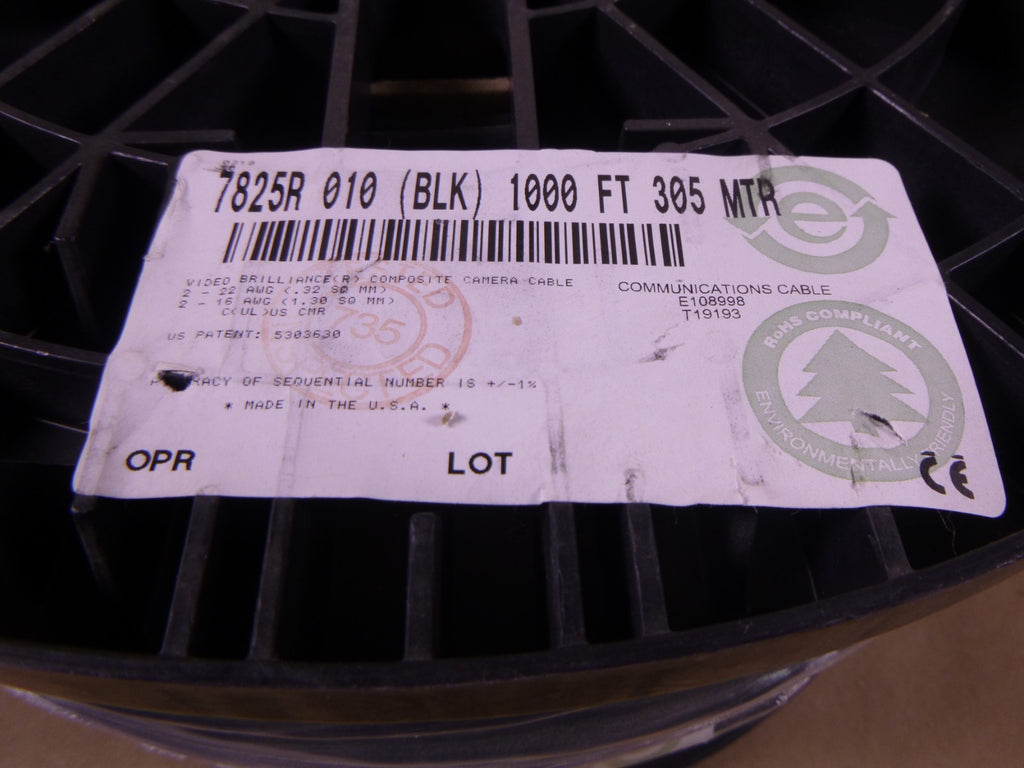 7825R 010 (BLK) 1000 FT 305 MTR
VIDEO BRILLIANCE(R) COMPOSITE CAMERA CABLE
2 - 22 AWG <.32 SQ MM>
2 - 16 AWG <1.30 SQ MM>
C(UL)US CMR
US PATENT: 5303630
OF SEQUENTIAL NUMBER IS +/-1%
* MADE IN THE U.S.A. *
OPR LOT
735
e
COMMUNICATIONS CABLE
E108998
T19193
RoHS COMPLIANT
ENVIRONMENTALLY FRIENDLY
CE